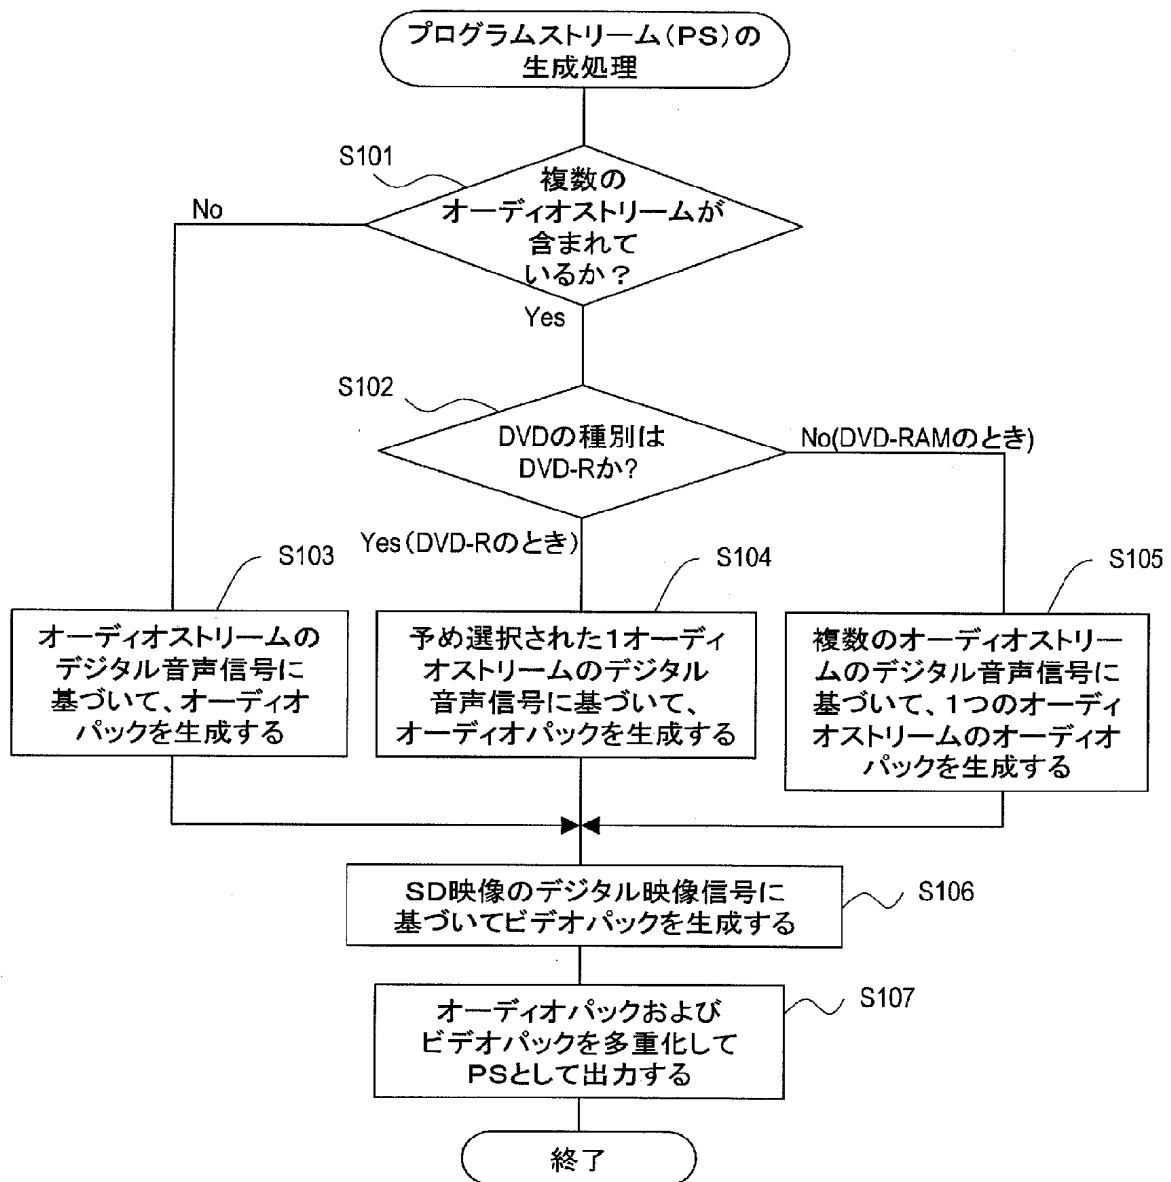 プログラムストリーム(PS)の
生成処理
S101
複数の
オーディオストリームが
含まれて
いるか?
No
Yes
S102
DVDの種別は
DVD-Rか?
No(DVD-RAMのとき)
Yes(DVD-Rのとき)
S103
オーディオストリームの
デジタル音声信号に
基づいて、オーディオ
パックを生成する
S104
予め選択された1オーディ
オストリームのデジタル
音声信号に基づいて、
オーディオパックを生成する
S105
複数のオーディオストリー
ムのデジタル音声信号に
基づいて、1つのオーディ
オストリームのオーディオ
パックを生成する
SD映像のデジタル映像信号に
基づいてビデオパックを生成する
S106
オーディオパックおよび
ビデオパックを多重化して
PSとして出力する
S107
終了